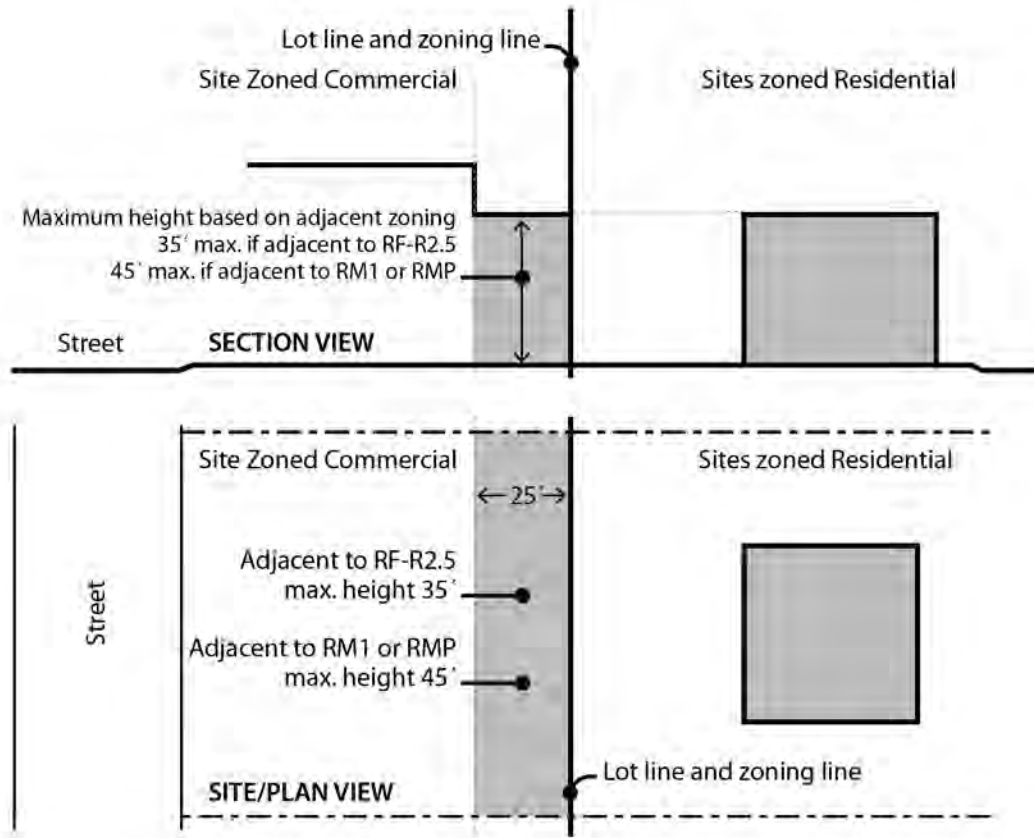 Lot line and zoning line
Site Zoned Commercial
Sites zoned Residential
Maximum height based on adjacent zoning
35´ max. if adjacent to RF-R2.5
45´ max. if adjacent to RM1 or RMP
Street
SECTION VIEW
Site Zoned Commercial
Sites zoned Residential
25´
Adjacent to RF-R2.5
max. height 35´
Street
Adjacent to RM1 or RMP
max. height 45´
Lot line and zoning line
SITE/PLAN VIEW